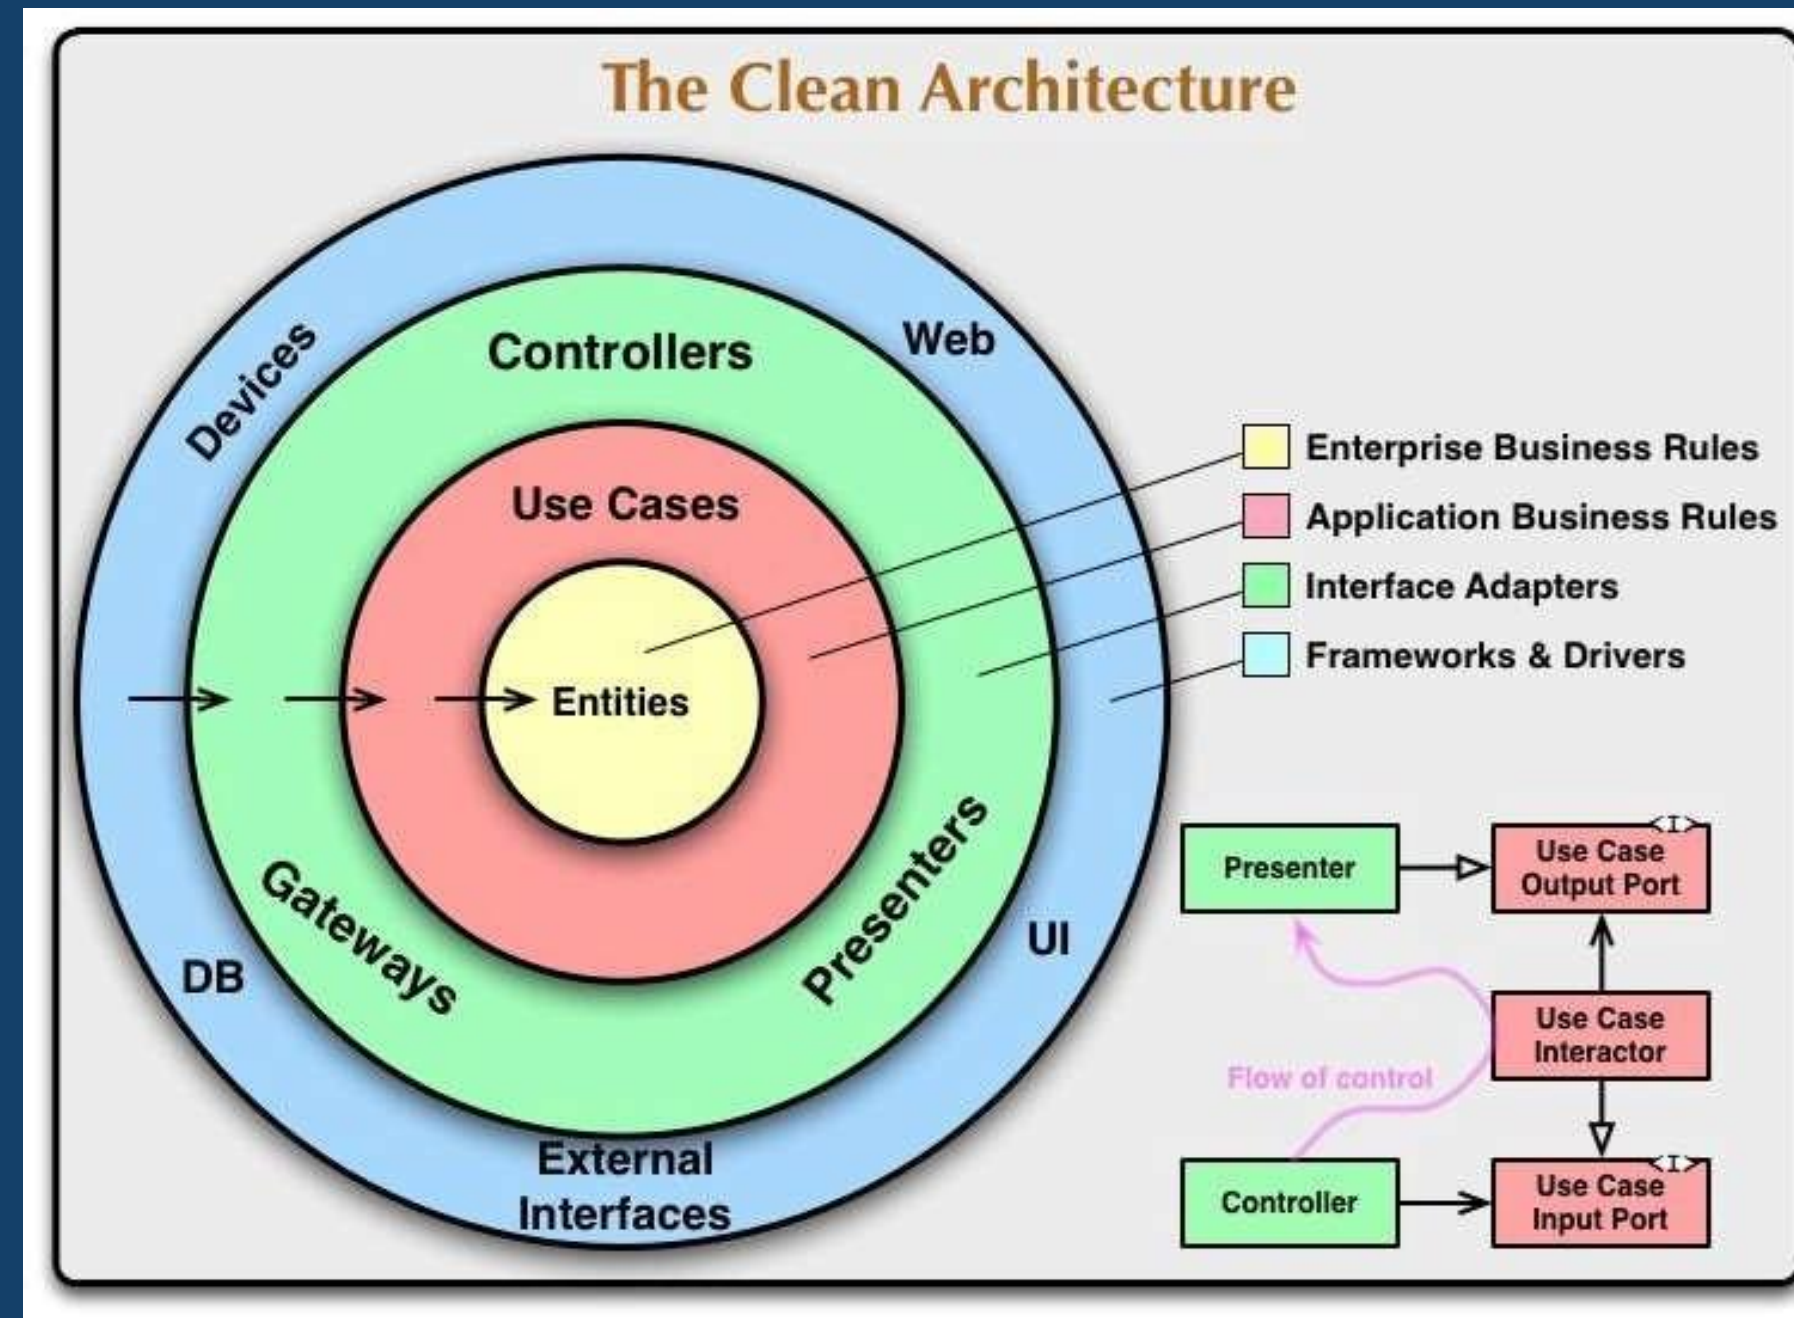 The Clean Architecture
Devices
Controllers
Web
Use Cases
Entities
Gateways
Presenters
DB
UI
External
Interfaces
Enterprise Business Rules
Application Business Rules
Interface Adapters
Frameworks & Drivers
Presenter
<I>
Use Case
Output Port
Use Case
Interactor
Flow of control
Controller
<I>
Use Case
Input Port